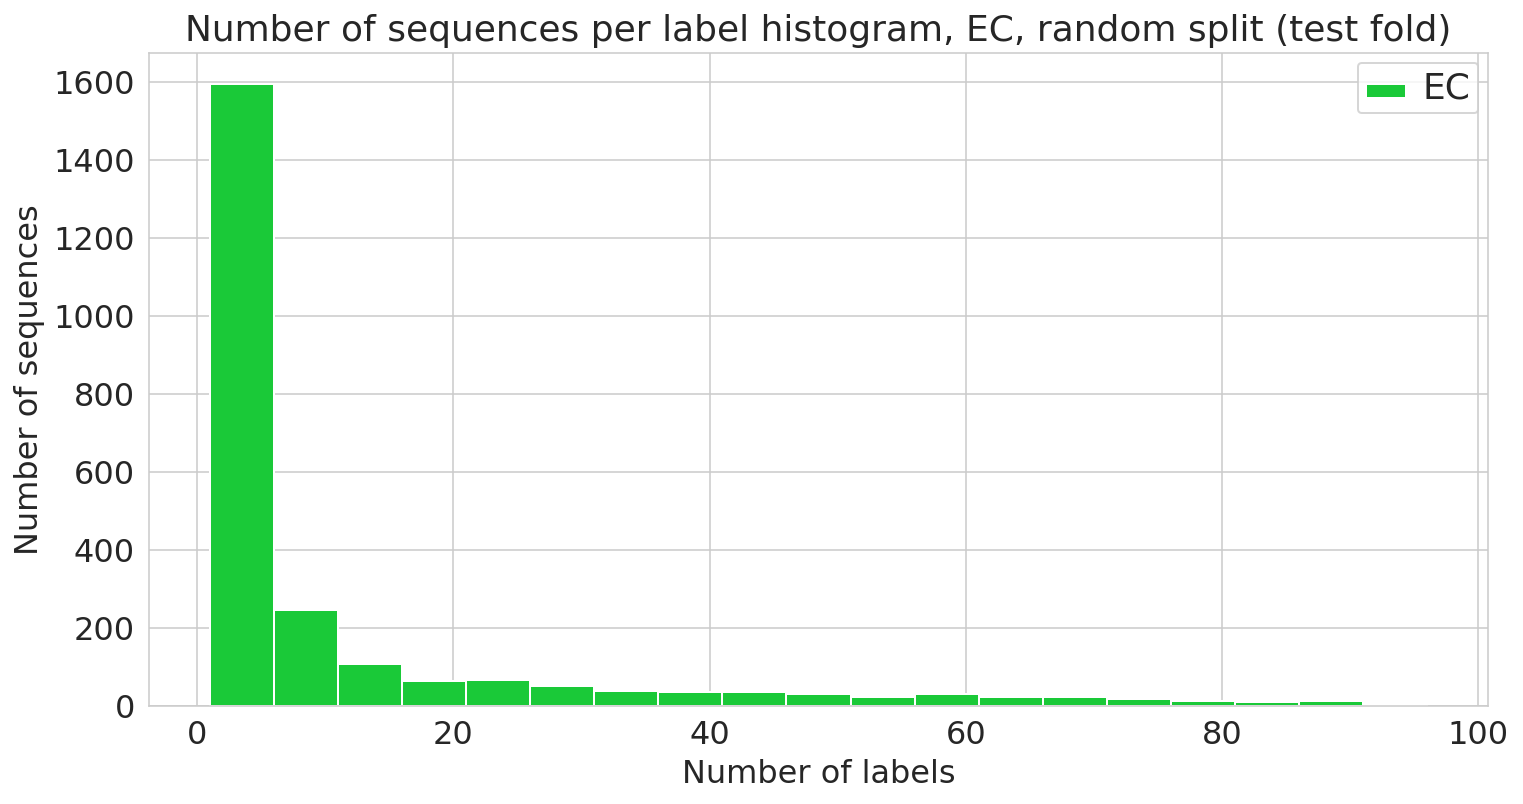 Number of sequences per label histogram, EC, random split (test fold)
EC
Number of sequences
1600
1400
1200
1000
800
600
400
200
0
0 20 40 60 80 100
Number of labels